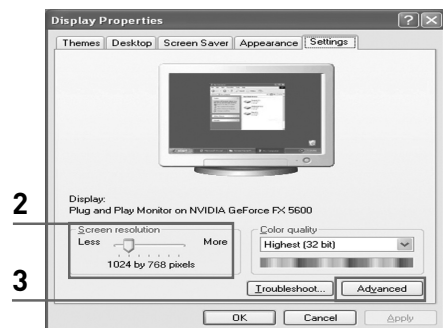 Display Properties
Themes Desktop Screen Saver Appearance Settings
Display:
Plug and Play Monitor on NVIDIA GeForce FX 5600
2
Screen resolution
Less More
1024 by 768 pixels
Color quality
Highest (32 bit)
3
Troubleshoot... Advanced
OK Cancel Apply